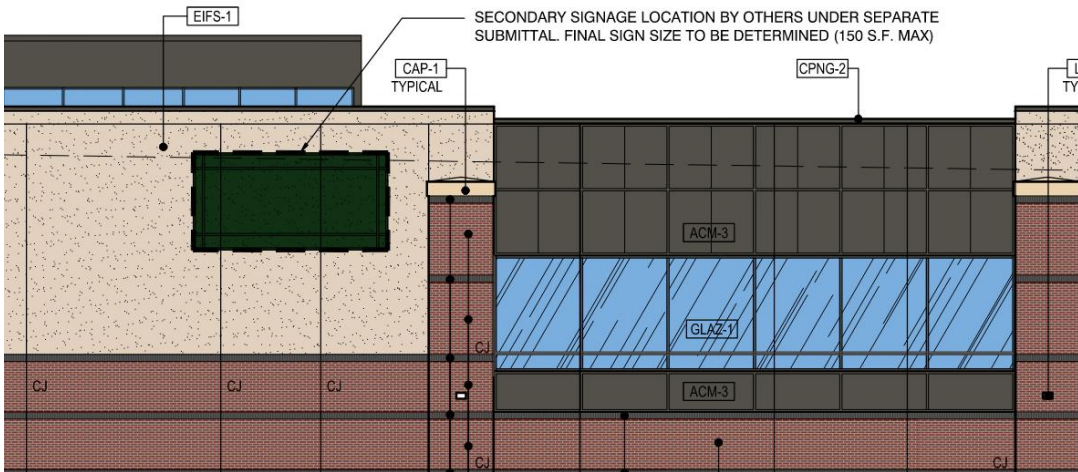 EIFS-1
SECONDARY SIGNAGE LOCATION BY OTHERS UNDER SEPARATE
SUBMITTAL. FINAL SIGN SIZE TO BE DETERMINED (150 S.F. MAX)
CAP-1
TYPICAL
CPNG-2
L
TY
ACM-3
GLAZ-1
CJ
CJ
CJ
CJ
ACM-3
CJ
CJ